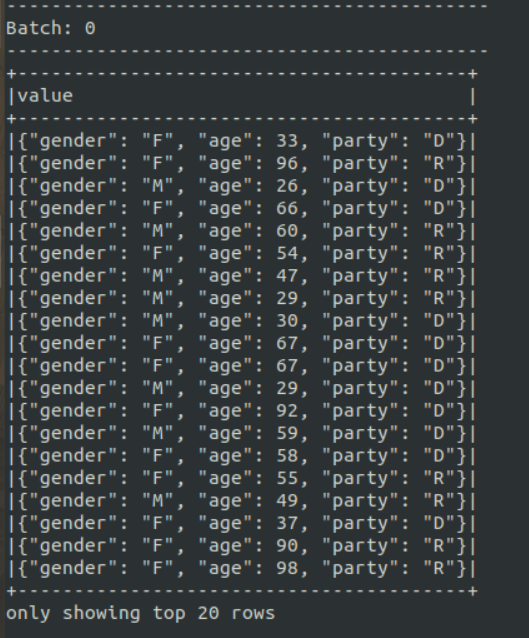 -------------------------------------------
Batch: 0
-------------------------------------------
+------------------------------------------+
|value                                     |
+------------------------------------------+
|{"gender": "F", "age": 33, "party": "D"}|
|{"gender": "F", "age": 96, "party": "R"}|
|{"gender": "M", "age": 26, "party": "D"}|
|{"gender": "F", "age": 66, "party": "D"}|
|{"gender": "M", "age": 60, "party": "R"}|
|{"gender": "F", "age": 54, "party": "R"}|
|{"gender": "M", "age": 47, "party": "R"}|
|{"gender": "M", "age": 29, "party": "R"}|
|{"gender": "M", "age": 30, "party": "D"}|
|{"gender": "F", "age": 67, "party": "D"}|
|{"gender": "F", "age": 67, "party": "D"}|
|{"gender": "M", "age": 29, "party": "D"}|
|{"gender": "F", "age": 92, "party": "D"}|
|{"gender": "M", "age": 59, "party": "D"}|
|{"gender": "F", "age": 58, "party": "D"}|
|{"gender": "F", "age": 55, "party": "R"}|
|{"gender": "M", "age": 49, "party": "R"}|
|{"gender": "F", "age": 37, "party": "D"}|
|{"gender": "F", "age": 90, "party": "R"}|
|{"gender": "F", "age": 98, "party": "R"}|
+------------------------------------------+
only showing top 20 rows